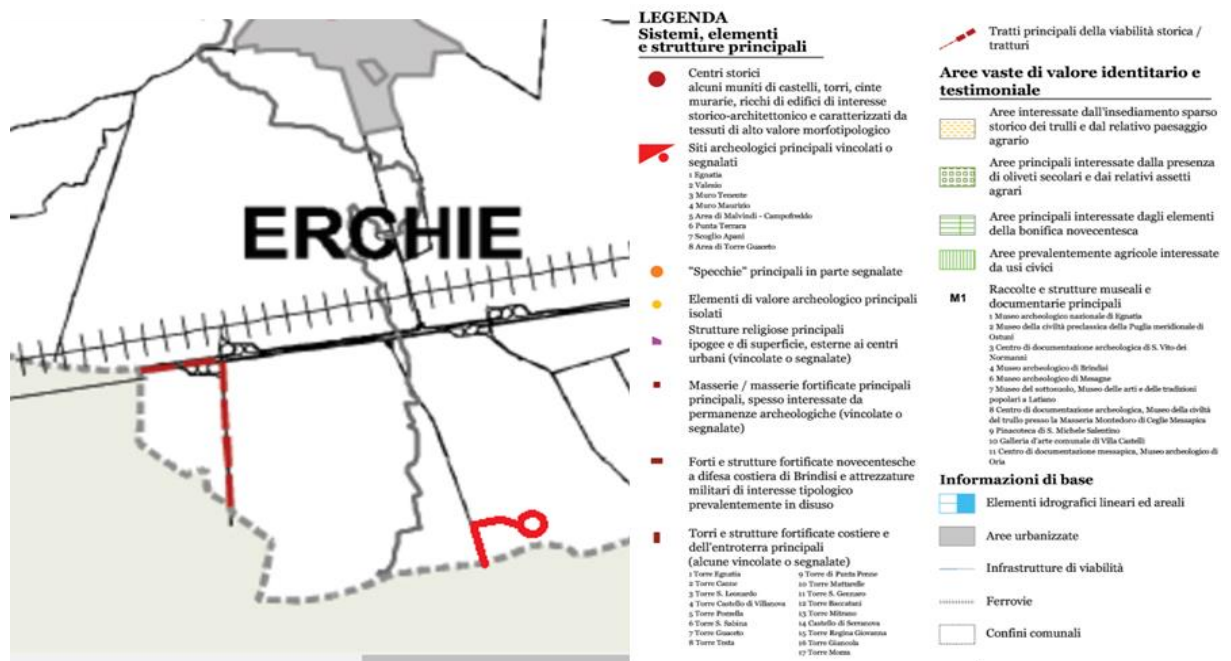 ERCHIE
LEGENDA
Sistemi, elementi
e strutture principali
Centri storici
alcuni muniti di castelli, torri, cinte
murarie, ricchi di edifici di interesse
storico-architettonico e caratterizzati da
tessuti di alto valore morfotipologico
Siti archeologici principali vincolati o
segnalati
1 Egnatia
2 Valesio
3 Muro Tenente
4 Muro Maurizio
5 Area di Malvindi - Campofreddo
6 Punta Terrara
7 Scoglio Apani
8 Area di Torre Guaceto
"Specchie" principali in parte segnalate
Elementi di valore archeologico principali
isolati
Strutture religiose principali
ipogee e di superficie, esterne ai centri
urbani (vincolate o segnalate)
Masserie / masserie fortificate principali
principali, spesso interessate da
permanenze archeologiche (vincolate o
segnalate)
Forti e strutture fortificate novecentesche
a difesa costiera di Brindisi e attrezzature
militari di interesse tipologico
prevalentemente in disuso
Torri e strutture fortificate costiere e
dell'entroterra principali
(alcune vincolate o segnalate)
1 Torre Egnatia
2 Torre Canne
3 Torre S. Leonardo
4 Torre Castello di Villanova
5 Torre Pozzella
6 Torre S. Sabina
7 Torre Guaceto
8 Torre Testa
9 Torre di Punta Penne
10 Torre Mattarelle
11 Torre S. Gennaro
12 Torre Baccatani
13 Torre Mitrano
14 Castello di Serranova
15 Torre Regina Giovanna
16 Torre Giancola
17 Torre Mozza
Tratti principali della viabilità storica /
tratturi
Aree vaste di valore identitario e
testimoniale
Aree interessate dall'insediamento sparso
storico dei trulli e dal relativo paesaggio
agrario
Aree principali interessate dalla presenza
di oliveti secolari e dai relativi assetti
agrari
Aree principali interessate dagli elementi
della bonifica novecentesca
Aree prevalentemente agricole interessate
da usi civici
M1
Raccolte e strutture museali e
documentarie principali
1 Museo archeologico nazionale di Egnatia
2 Museo della civiltà preclassica della Puglia meridionale di
Ostuni
3 Centro di documentazione archeologica di S. Vito dei
Normanni
4 Museo archeologico di Brindisi
6 Museo archeologico di Mesagne
7 Museo del sottosuolo, Museo delle arti e delle tradizioni
popolari a Latiano
8 Centro di documentazione archeologica, Museo della civiltà
del trullo presso la Masseria Montedoro di Ceglie Messapica
9 Pinacoteca di S. Michele Salentino
10 Galleria d'arte comunale di Villa Castelli
11 Centro di documentazione messapica, Museo archeologico di
Oria
Informazioni di base
Elementi idrografici lineari ed areali
Aree urbanizzate
Infrastrutture di viabilità
Ferrovie
Confini comunali